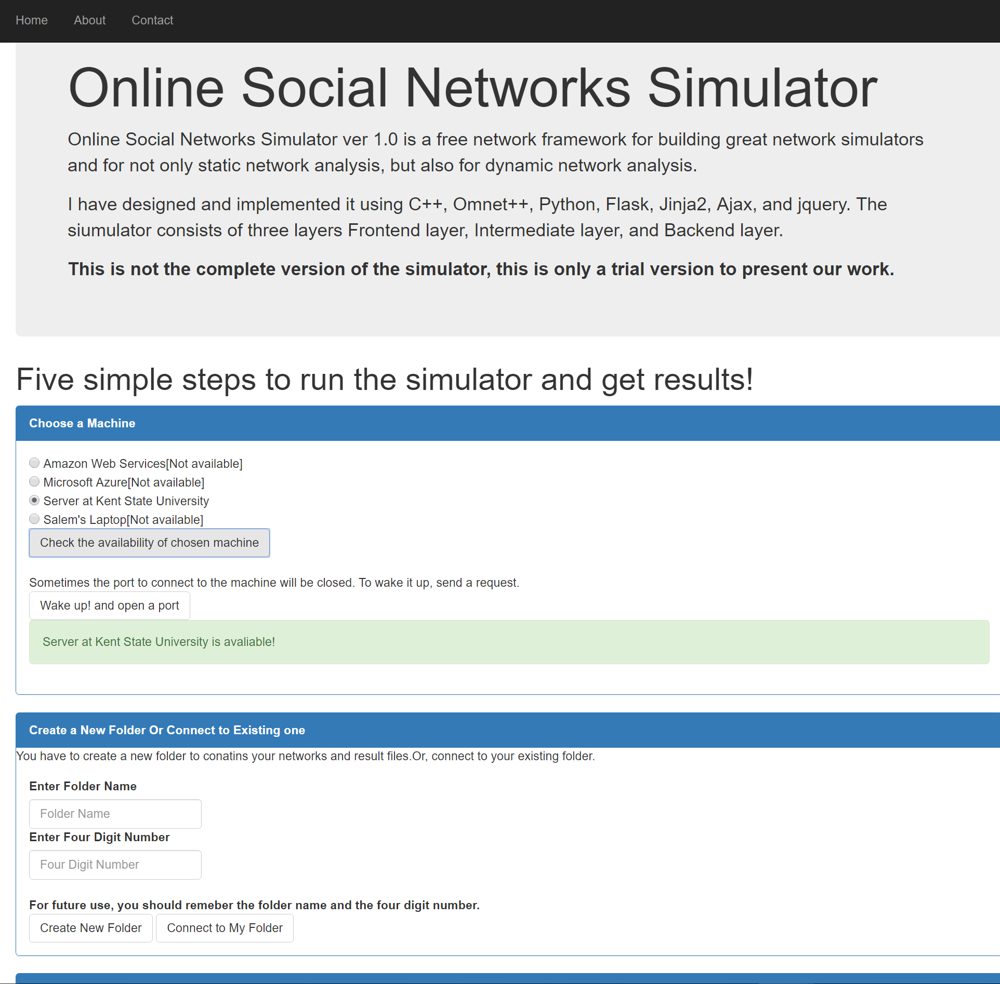 Home About Contact
Online Social Networks Simulator
Online Social Networks Simulator ver 1.0 is a free network framework for building great network simulators
and for not only static network analysis, but also for dynamic network analysis.
I have designed and implemented it using C++, Omnet++, Python, Flask, Jinja2, Ajax, and jquery. The
siumulator consists of three layers Frontend layer, Intermediate layer, and Backend layer.
This is not the complete version of the simulator, this is only a trial version to present our work.
Five simple steps to run the simulator and get results!
Choose a Machine
Amazon Web Services[Not available]
Microsoft Azure[Not available]
Server at Kent State University
Salem's Laptop[Not available]
Check the availability of chosen machine
Sometimes the port to connect to the machine will be closed. To wake it up, send a request.
Wake up! and open a port
Server at Kent State University is avaliable!
Create a New Folder Or Connect to Existing one
You have to create a new folder to conatins your networks and result files.Or, connect to your existing folder.
Enter Folder Name
Folder Name
Enter Four Digit Number
Four Digit Number
For future use, you should remeber the folder name and the four digit number.
Create New Folder Connect to My Folder